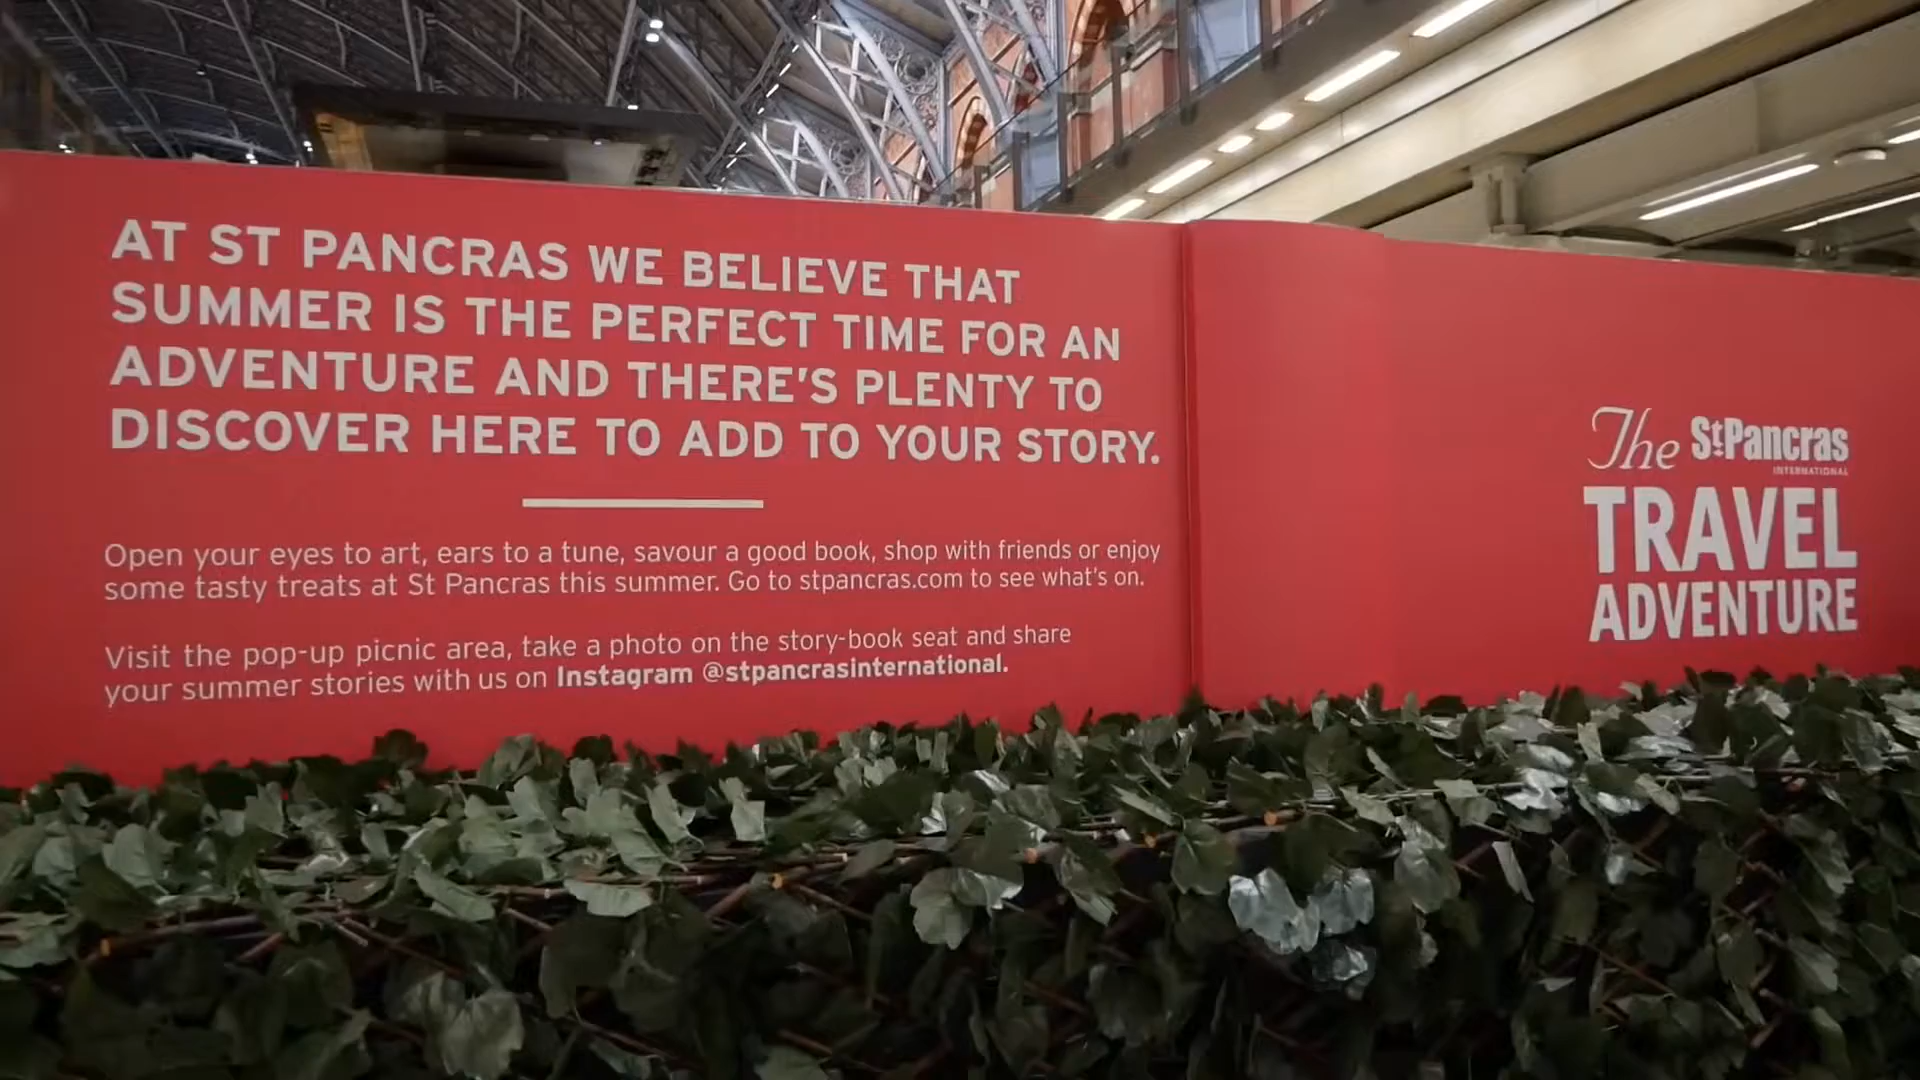 AT ST PANCRAS WE BELIEVE THAT
SUMMER IS THE PERFECT TIME FOR AN
ADVENTURE AND THERE'S PLENTY TO
DISCOVER HERE TO ADD TO YOUR STORY.
Open your eyes to art, ears to a tune, savour a good book, shop with friends or enjoy
some tasty treats at St Pancras this summer. Go to stpancras.com to see what's on.
Visit the pop-up picnic area, take a photo on the story-book seat and share
your summer stories with us on Instagram @stpancrasinternational.
The StPancras
INTERNATIONAL
TRAVEL
ADVENTURE